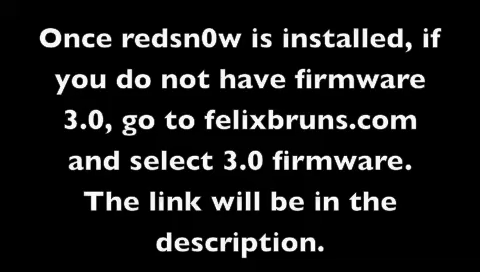 Once redsn0w is installed, if
you do not have firmware
3.0, go to felixbruns.com
and select 3.0 firmware.
The link will be in the
description.